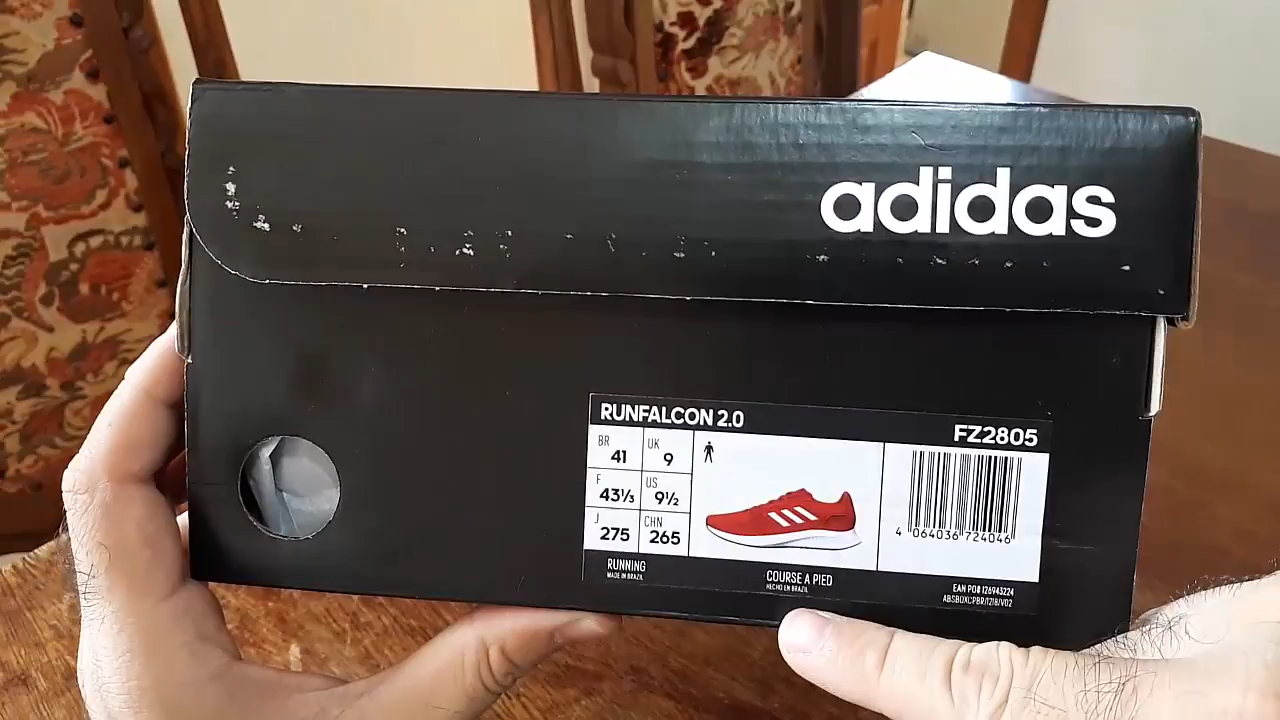 adidas
RUNFALCON 2.0
FZ2805
BR 41
UK 9
F 43⅓
US 9½
J 275
CHN 265
4 064036 724046
RUNNING
MADE IN BRAZIL
COURSE A PIED
HECHO EN BRAZIL
EAN PO# 126943224